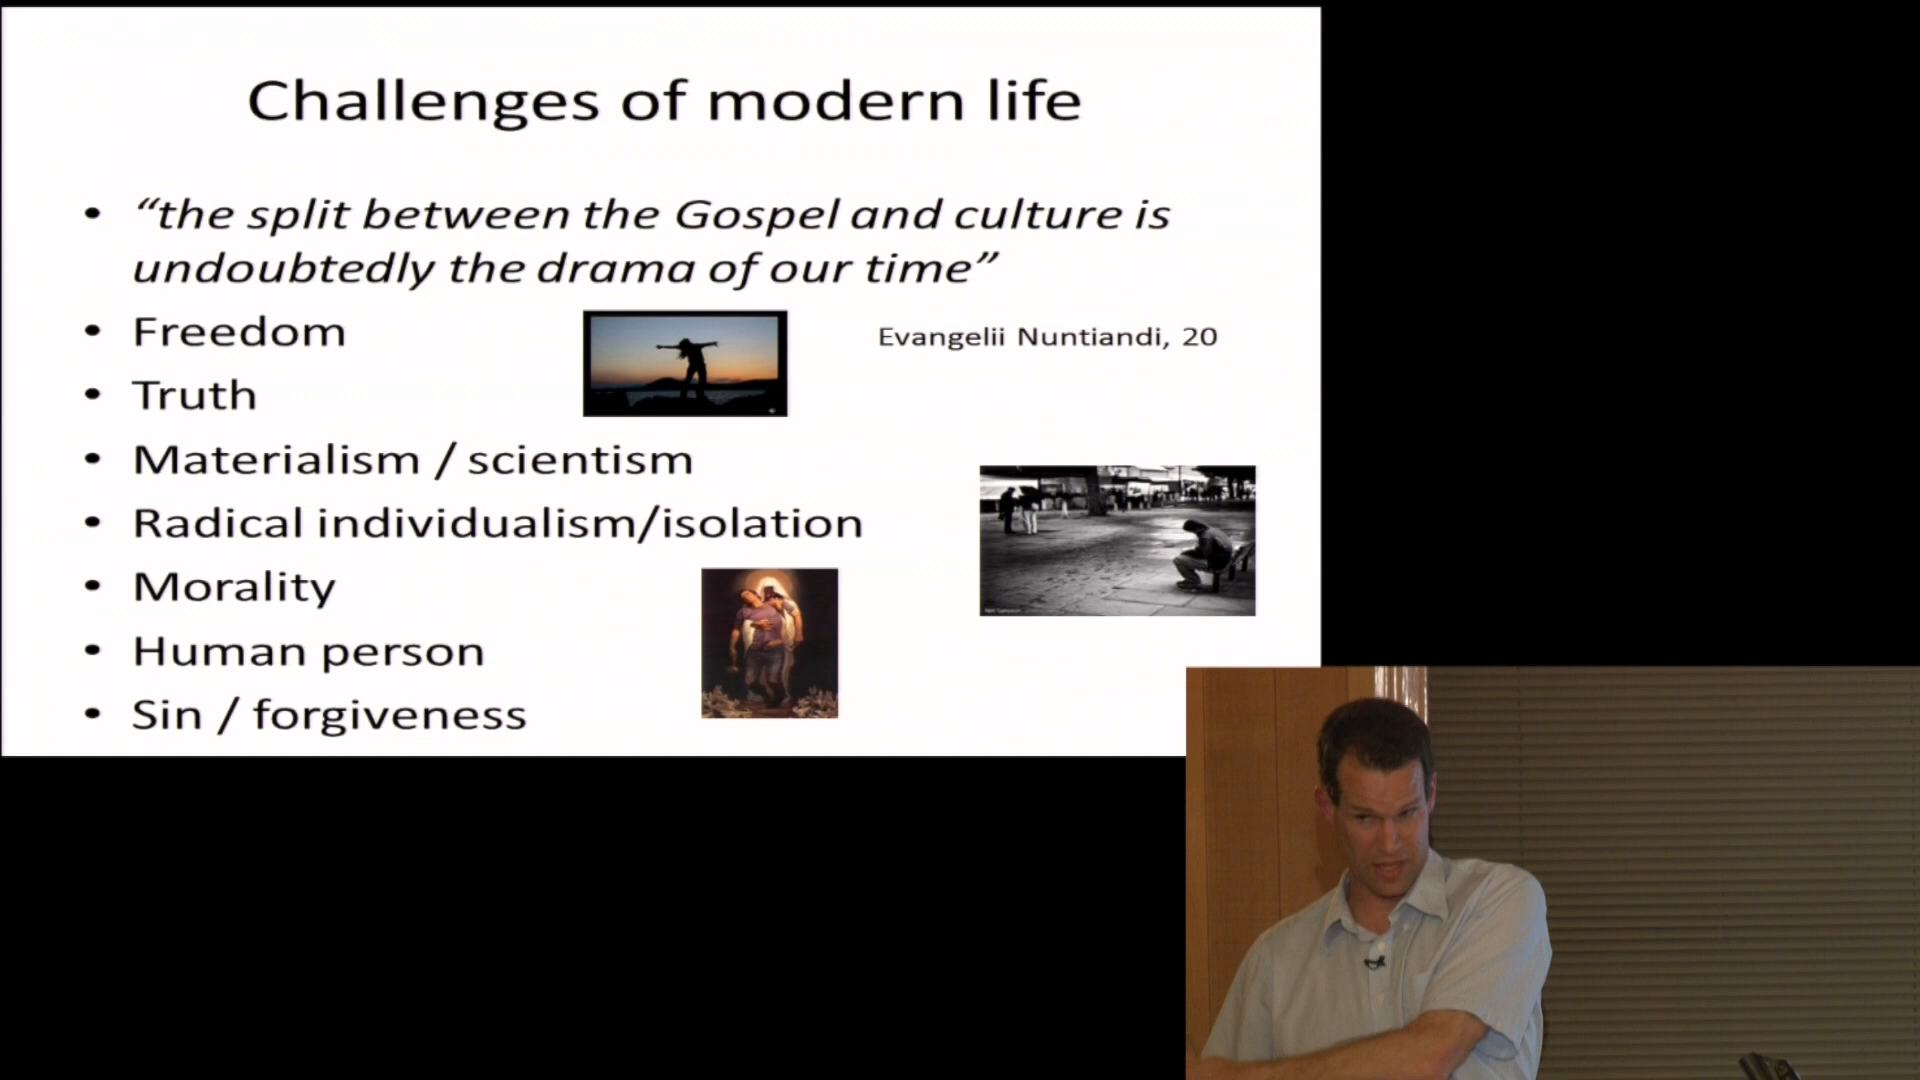 Challenges of modern life
• “the split between the Gospel and culture is
undoubtedly the drama of our time”
• Freedom
Evangelii Nuntiandi, 20
• Truth
• Materialism / scientism
• Radical individualism/isolation
• Morality
• Human person
• Sin / forgiveness